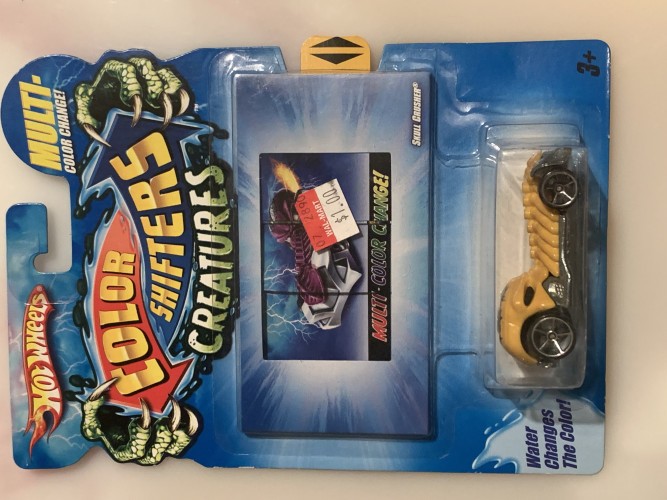 HOT WHEELS
MULTI-
COLOR CHANGE!
COLOR
SHIFTERS
CREATURES™
SKULL CRUSHER®
WAL-MART
$1.00
MULTI-COLOR CHANGE!
3+
Water
Changes
The Color!